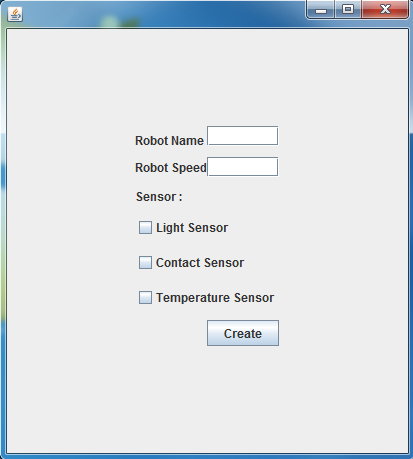 Robot Name
Robot Speed
Sensor :
Light Sensor
Contact Sensor
Temperature Sensor
Create